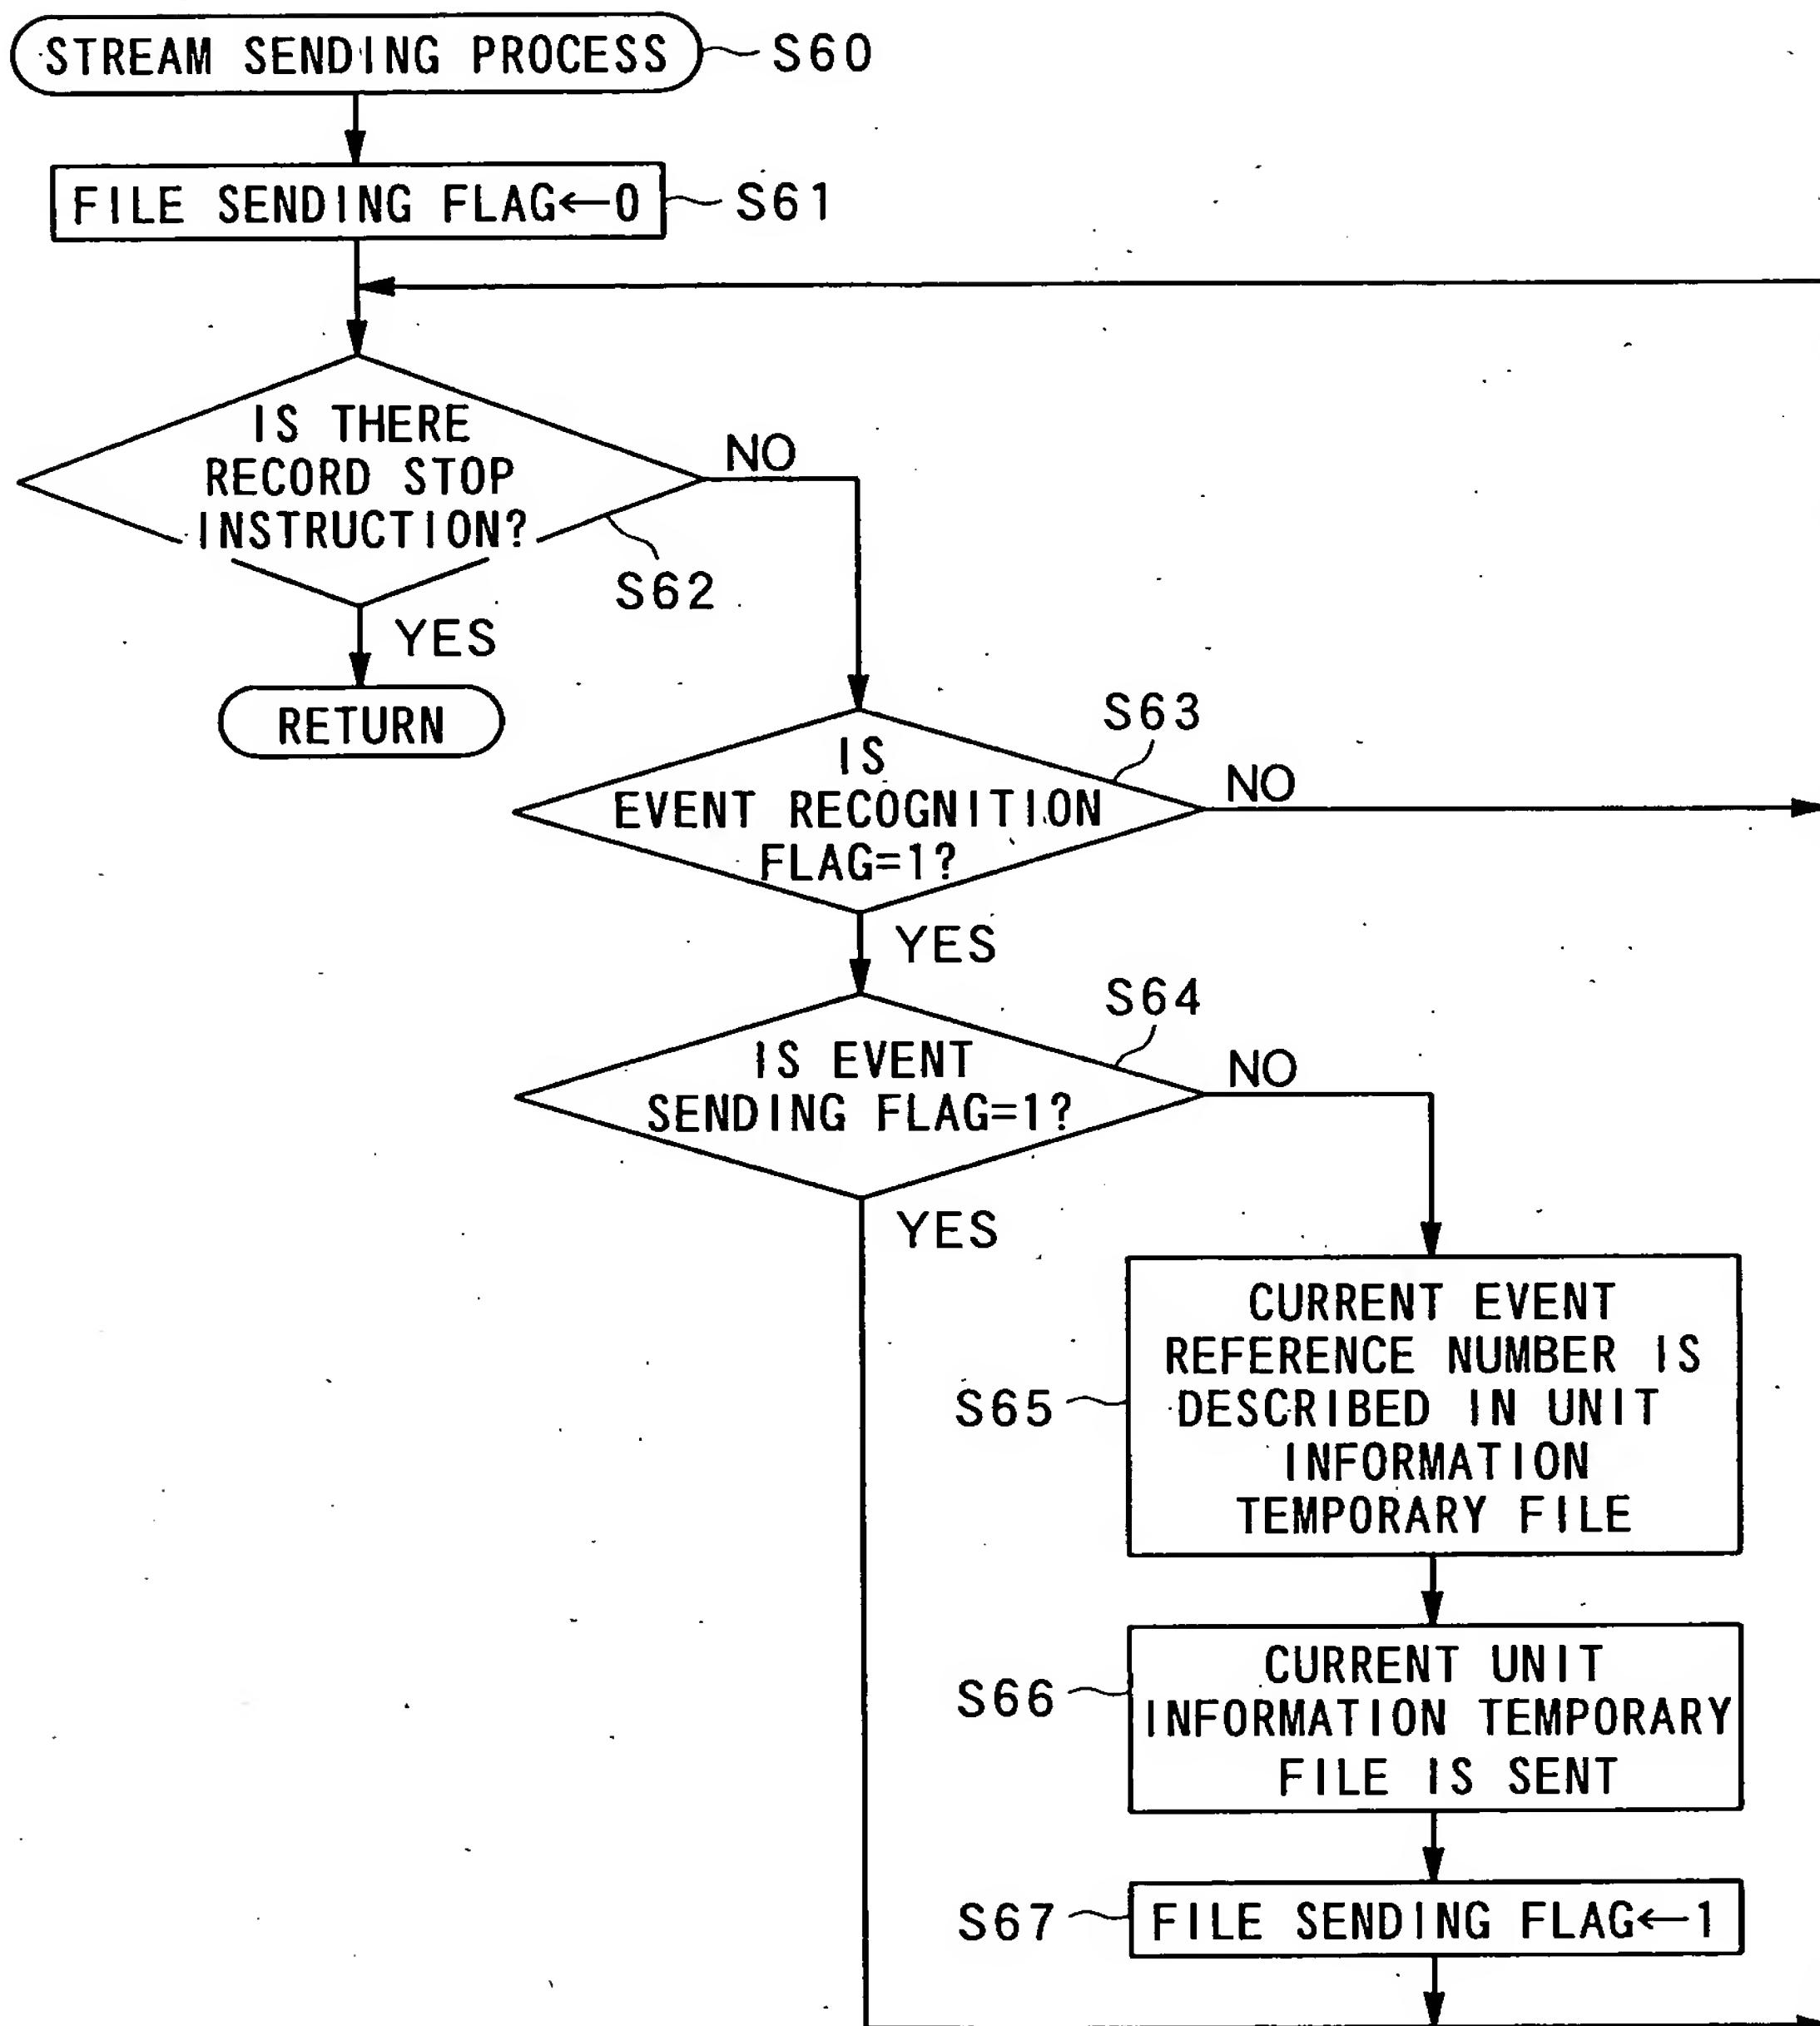 STREAM SENDING PROCESS
S60
FILE SENDING FLAG←0
S61
IS THERE
RECORD STOP
INSTRUCTION?
NO
S62
YES
RETURN
S63
IS
EVENT RECOGNITION
FLAG=1?
NO
YES
S64
IS EVENT
SENDING FLAG=1?
NO
YES
CURRENT EVENT
REFERENCE NUMBER IS
DESCRIBED IN UNIT
INFORMATION
TEMPORARY FILE
S65
CURRENT UNIT
INFORMATION TEMPORARY
FILE IS SENT
S66
S67
FILE SENDING FLAG←1